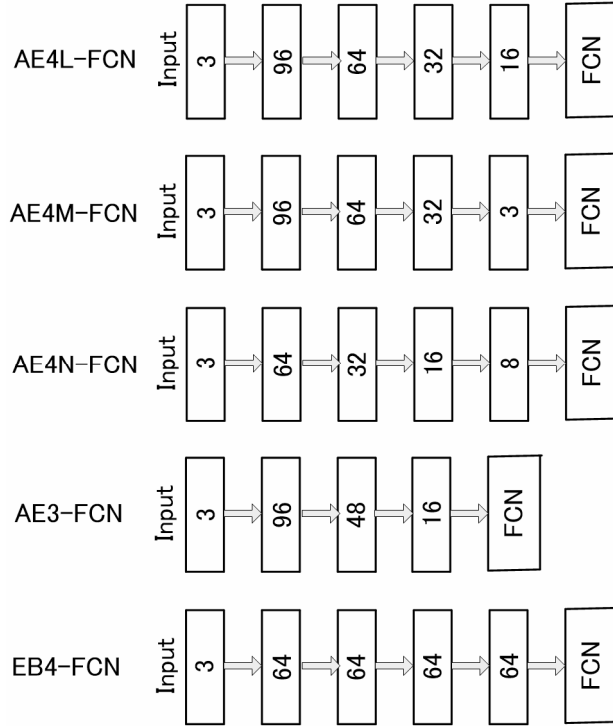 AE4L-FCN Input 3 96 64 32 16 FCN
AE4M-FCN Input 3 96 64 32 3 FCN
AE4N-FCN Input 3 64 32 16 8 FCN
AE3-FCN Input 3 96 48 16 FCN
EB4-FCN Input 3 64 64 64 64 FCN